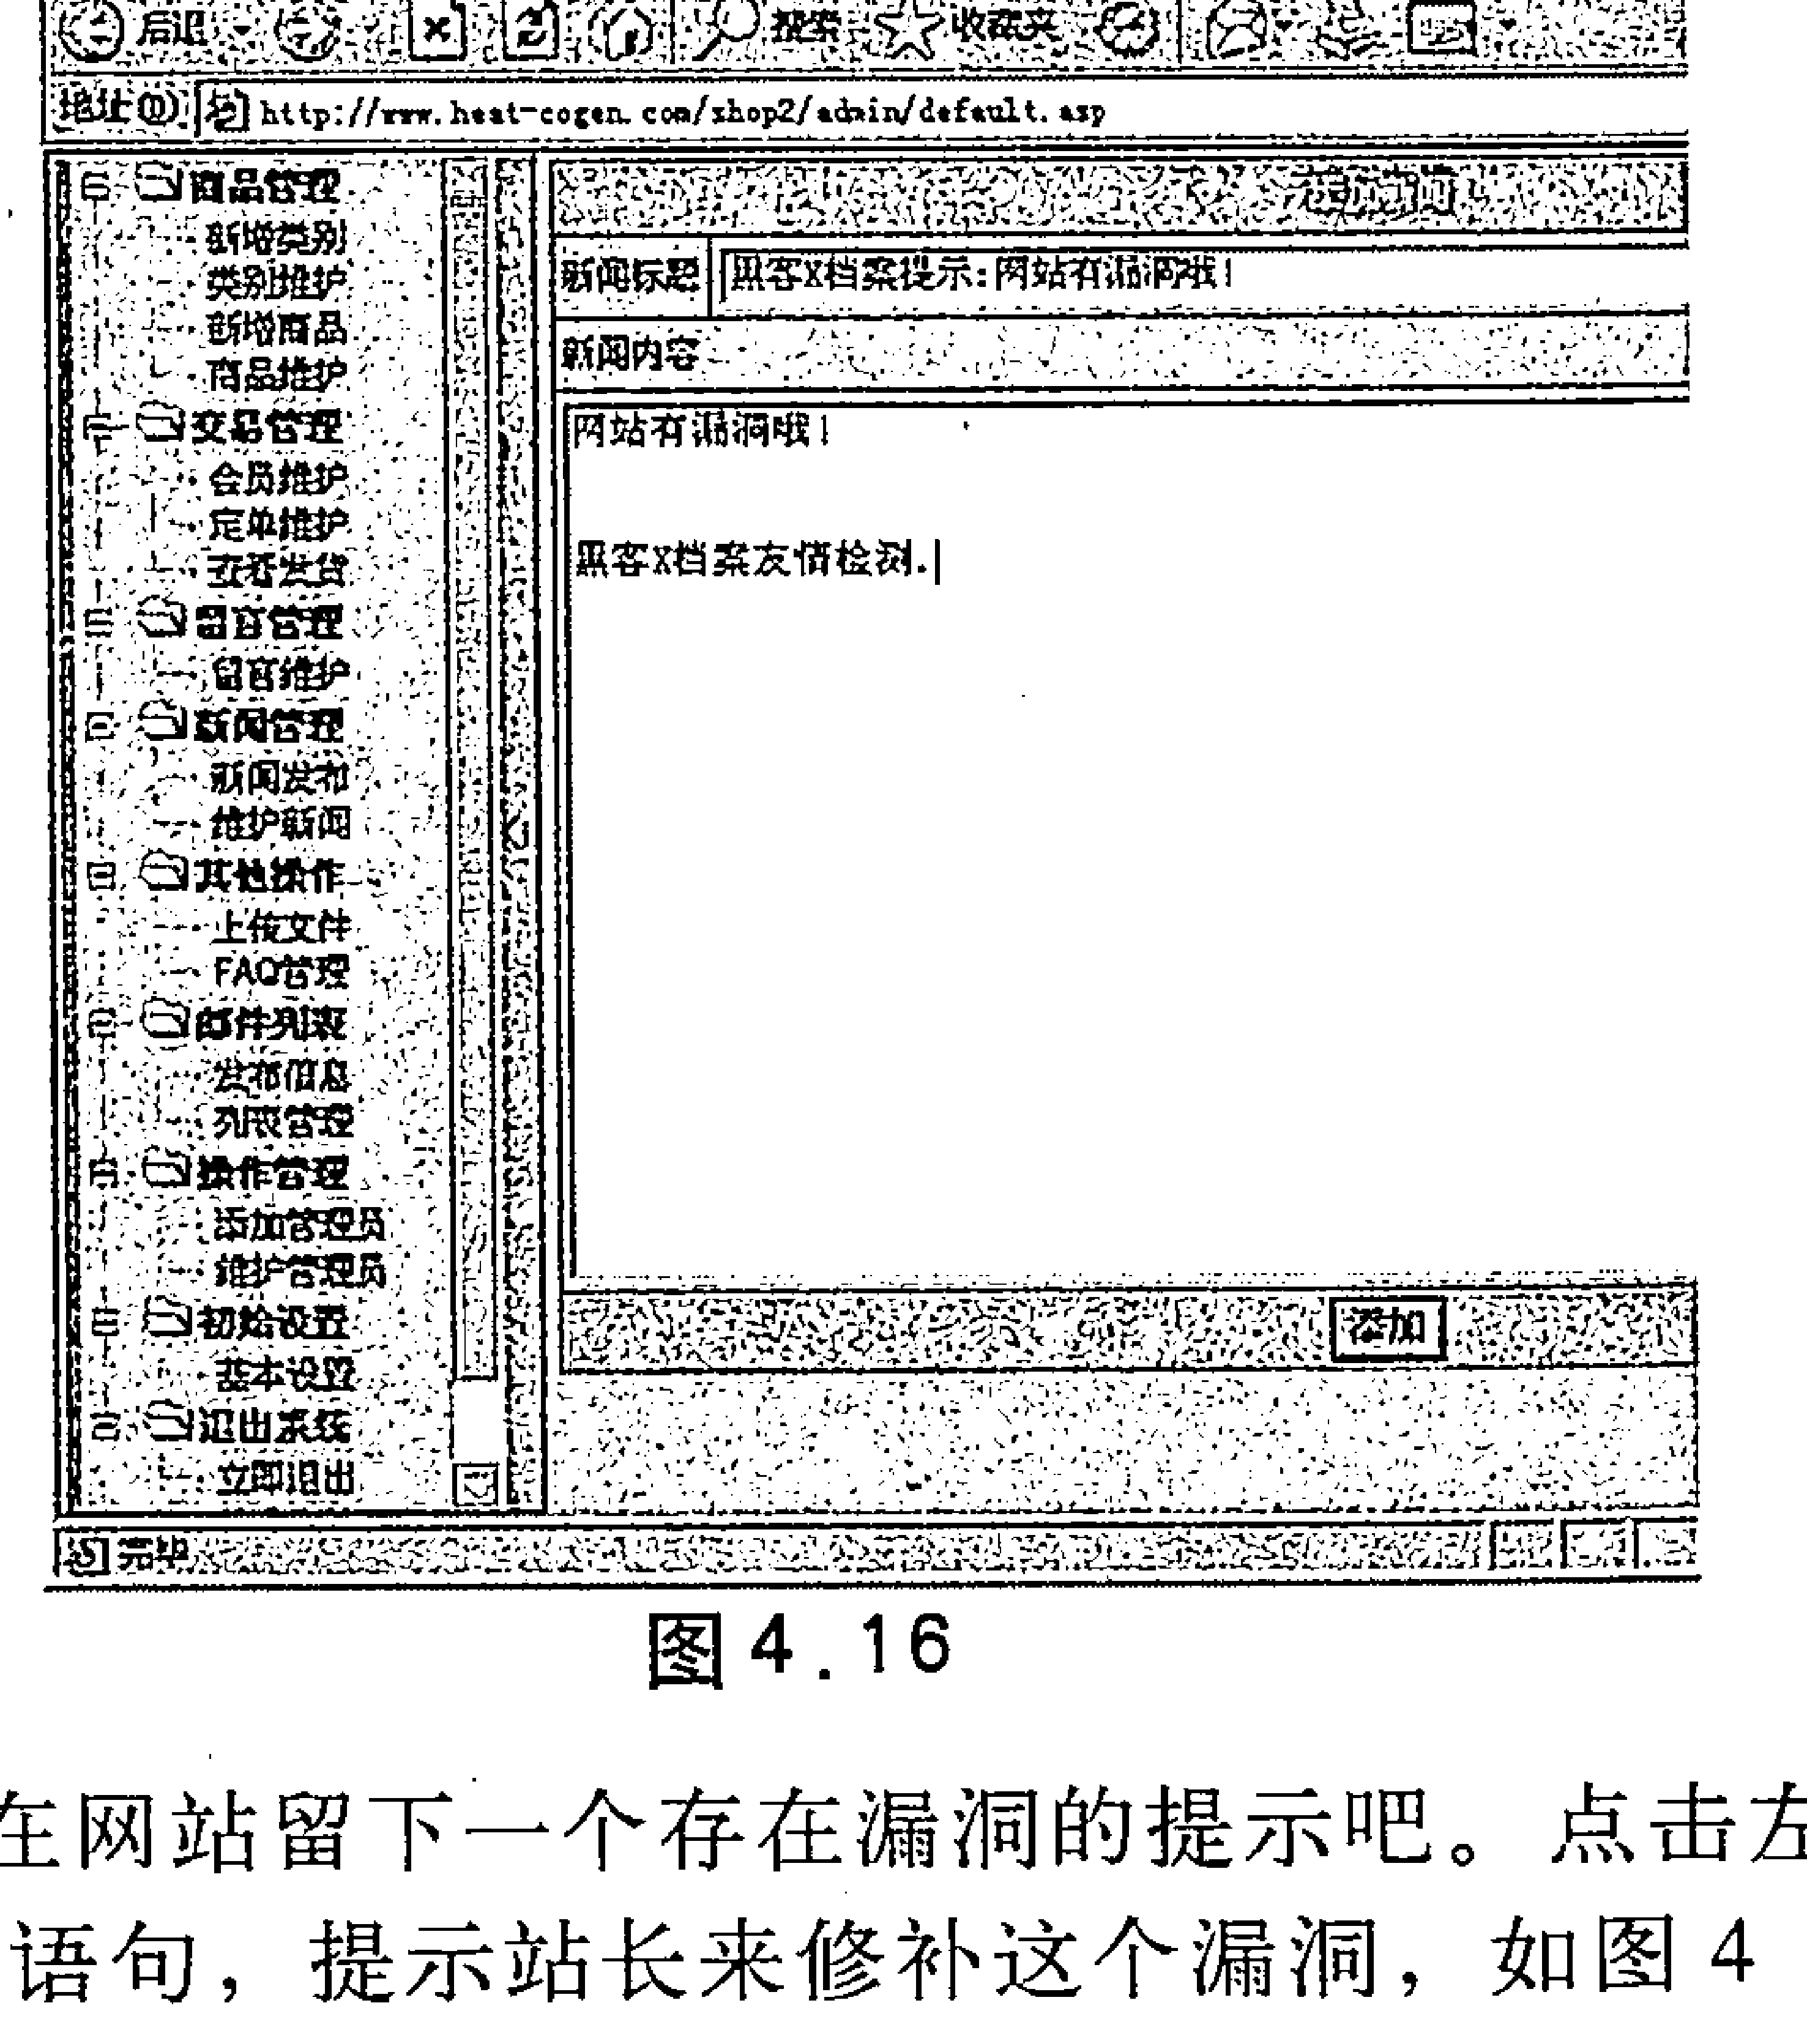 后退 搜索 收藏夹
地址(D) http://www.heat-cogen.com/shop2/admin/default.asp
商品管理
新增类别
类别维护
新增商品
商品维护
交易管理
会员维护
定单维护
查看发货
留言管理
留言维护
新闻管理
新闻发布
维护新闻
其他操作
上传文件
FAQ管理
邮件列表
发布信息
列表管理
操作管理
添加管理员
维护管理员
初始设置
基本设置
退出系统
立即退出
添加新闻
新闻标题 黑客X档案提示:网站有漏洞哦!
新闻内容
网站有漏洞哦!
黑客X档案友情检测.
添加
完毕
图 4.16
在网站留下一个存在漏洞的提示吧。点击左
语句，提示站长来修补这个漏洞，如图 4